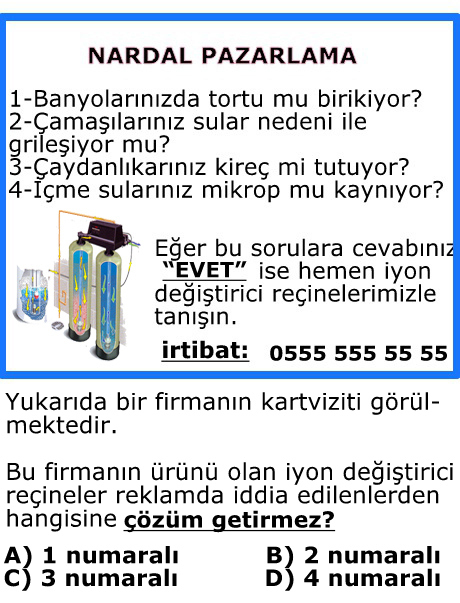 NARDAL PAZARLAMA
1-Banyolarınızda tortu mu birikiyor?
2-Çamaşılarınız sular nedeni ile
grileşiyor mu?
3-Çaydanlıkarınız kireç mi tutuyor?
4-İçme sularınız mikrop mu kaynıyor?
Eğer bu sorulara cevabınız
“EVET” ise hemen iyon
değiştirici reçinelerimizle
tanışın.
irtibat: 0555 555 55 55
Yukarıda bir firmanın kartviziti görül-
mektedir.
Bu firmanın ürünü olan iyon değiştirici
reçineler reklamda iddia edilenlerden
hangisine çözüm getirmez?
A) 1 numaralı B) 2 numaralı
C) 3 numaralı D) 4 numaralı